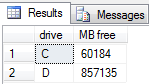 Results Messages
drive MB free
1 C 60184
2 D 857135